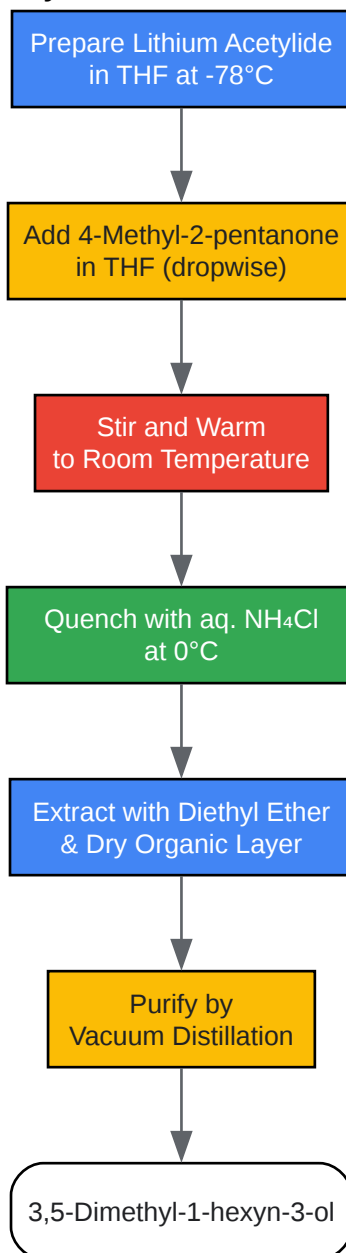 Prepare Lithium Acetylide
in THF at -78°C
Add 4-Methyl-2-pentanone
in THF (dropwise)
Stir and Warm
to Room Temperature
Quench with aq. NH₄Cl
at 0°C
Extract with Diethyl Ether
& Dry Organic Layer
Purify by
Vacuum Distillation
3,5-Dimethyl-1-hexyn-3-ol